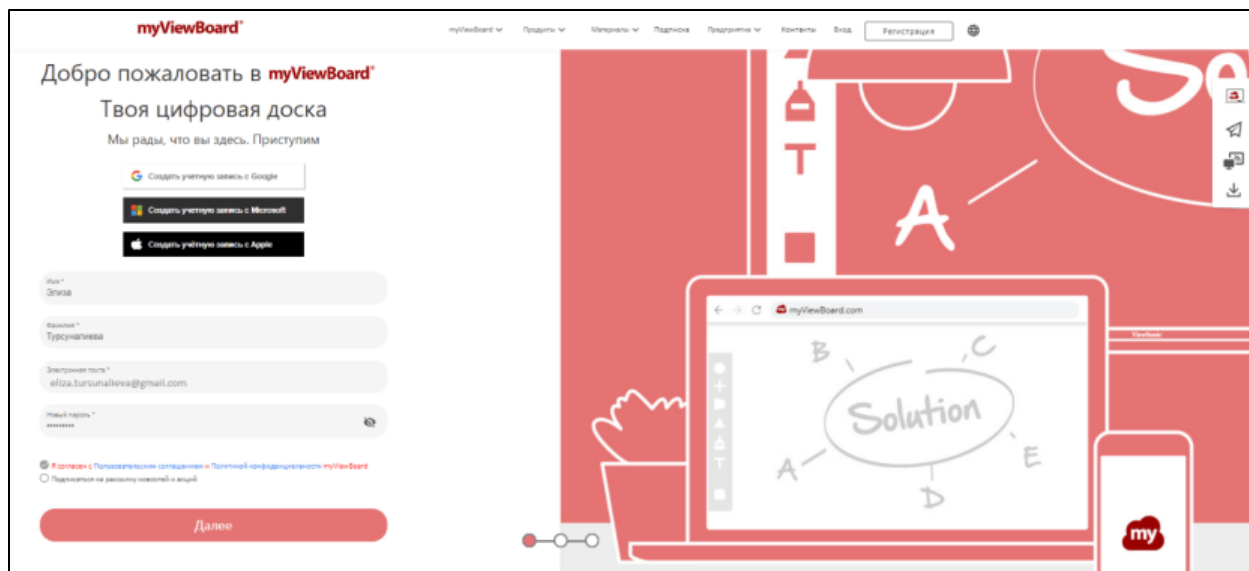 myViewBoard®
myViewBoard Продукты Материалы Подписка Предприятие Контакты Вход Регистрация
Добро пожаловать в myViewBoard®
Твоя цифровая доска
Мы рады, что вы здесь. Приступим
Создать учетную запись с Google
Создать учетную запись с Microsoft
Создать учётную запись с Apple
Имя *
Элиза
Фамилия *
Турсуналиева
Электронная почта *
eliza.tursunalieva@gmail.com
Новый пароль *
•••••••••
Я согласен с Пользовательским соглашением и Политикой конфиденциальности myViewBoard
Подписаться на рассылку новостей и акций
Далее
So
T
A
myViewBoard.com
ViewSonic
B
C
Solution
A
E
D
T
my